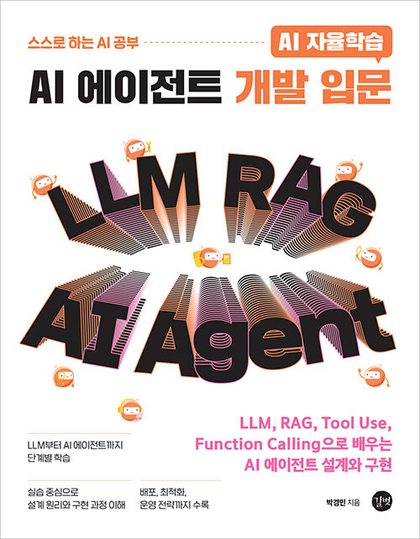 스스로 하는 AI 공부
AI 자율학습
AI 에이전트 개발 입문
LLM RAG
AI Agent
LLM, RAG, Tool Use,
Function Calling으로 배우는
AI 에이전트 설계와 구현
LLM부터 AI 에이전트까지
단계별 학습
실습 중심으로
설계 원리와 구현 과정 이해
배포, 최적화,
운영 전략까지 수록
박경민 지음
길벗